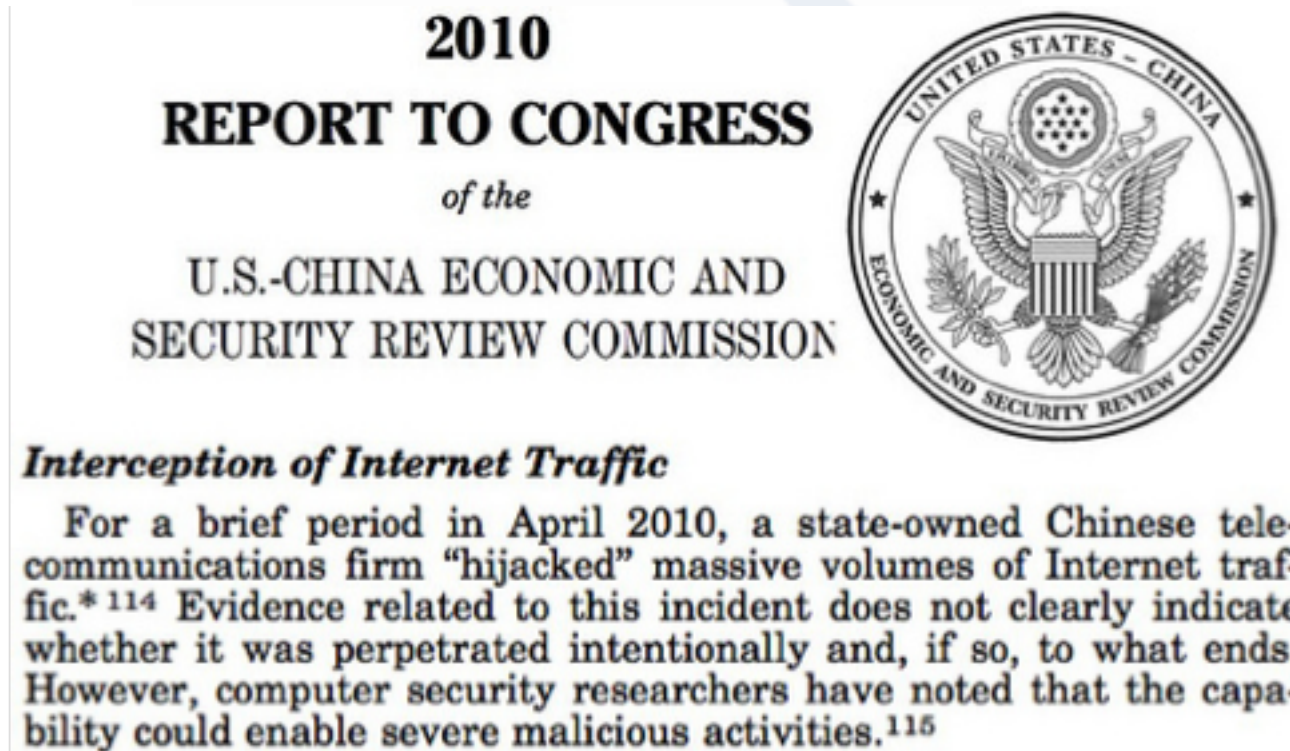 2010
REPORT TO CONGRESS
of the
U.S.-CHINA ECONOMIC AND
SECURITY REVIEW COMMISSION
UNITED STATES – CHINA
ECONOMIC AND SECURITY REVIEW COMMISSION
Interception of Internet Traffic
For a brief period in April 2010, a state-owned Chinese tele-
communications firm “hijacked” massive volumes of Internet traf-
fic.* 114 Evidence related to this incident does not clearly indicate
whether it was perpetrated intentionally and, if so, to what ends.
However, computer security researchers have noted that the capa-
bility could enable severe malicious activities.115